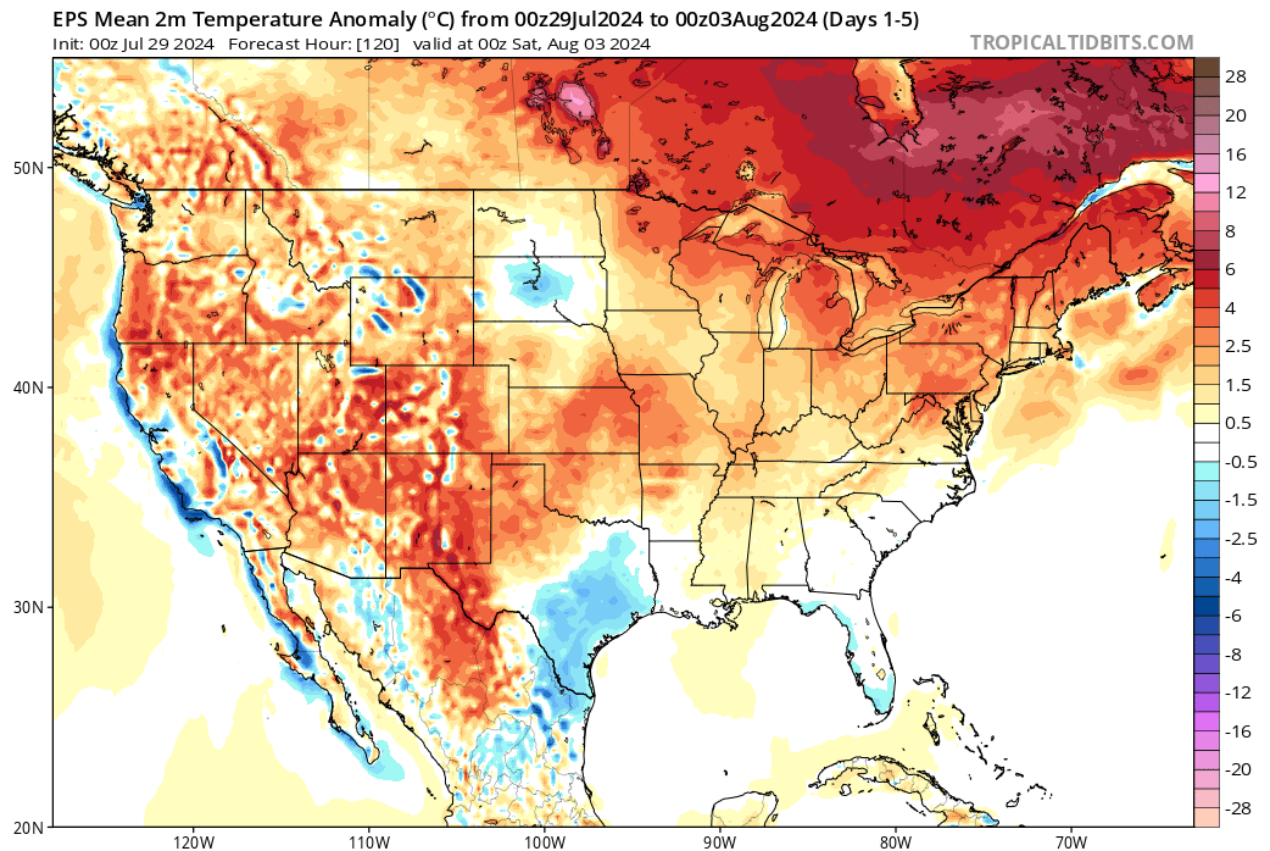 EPS Mean 2m Temperature Anomaly (°C) from 00z29Jul2024 to 00z03Aug2024 (Days 1-5)
Init: 00z Jul 29 2024 Forecast Hour: [120] valid at 00z Sat, Aug 03 2024
TROPICALTIDBITS.COM
50N
40N
30N
20N
120W
110W
100W
90W
80W
70W
28
20
16
12
8
6
4
2.5
1.5
0.5
-0.5
-1.5
-2.5
-4
-6
-8
-12
-16
-20
-28